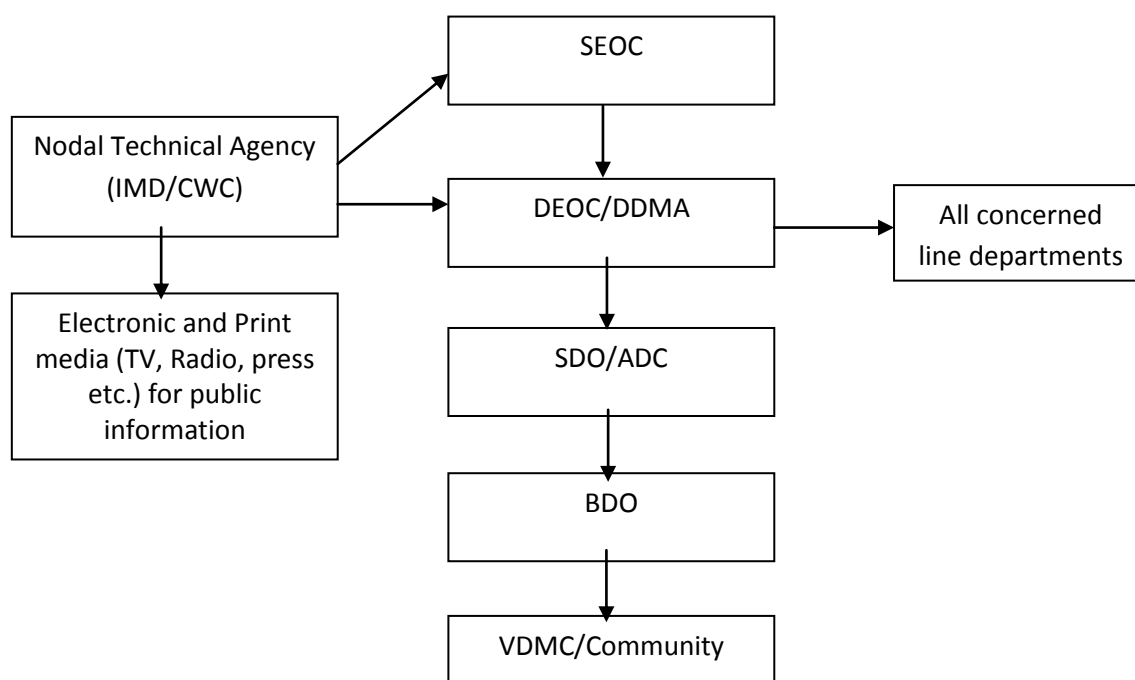 SEOC
Nodal Technical Agency
(IMD/CWC)
DEOC/DDMA
All concerned
line departments
Electronic and Print
media (TV, Radio, press
etc.) for public
information
SDO/ADC
BDO
VDMC/Community